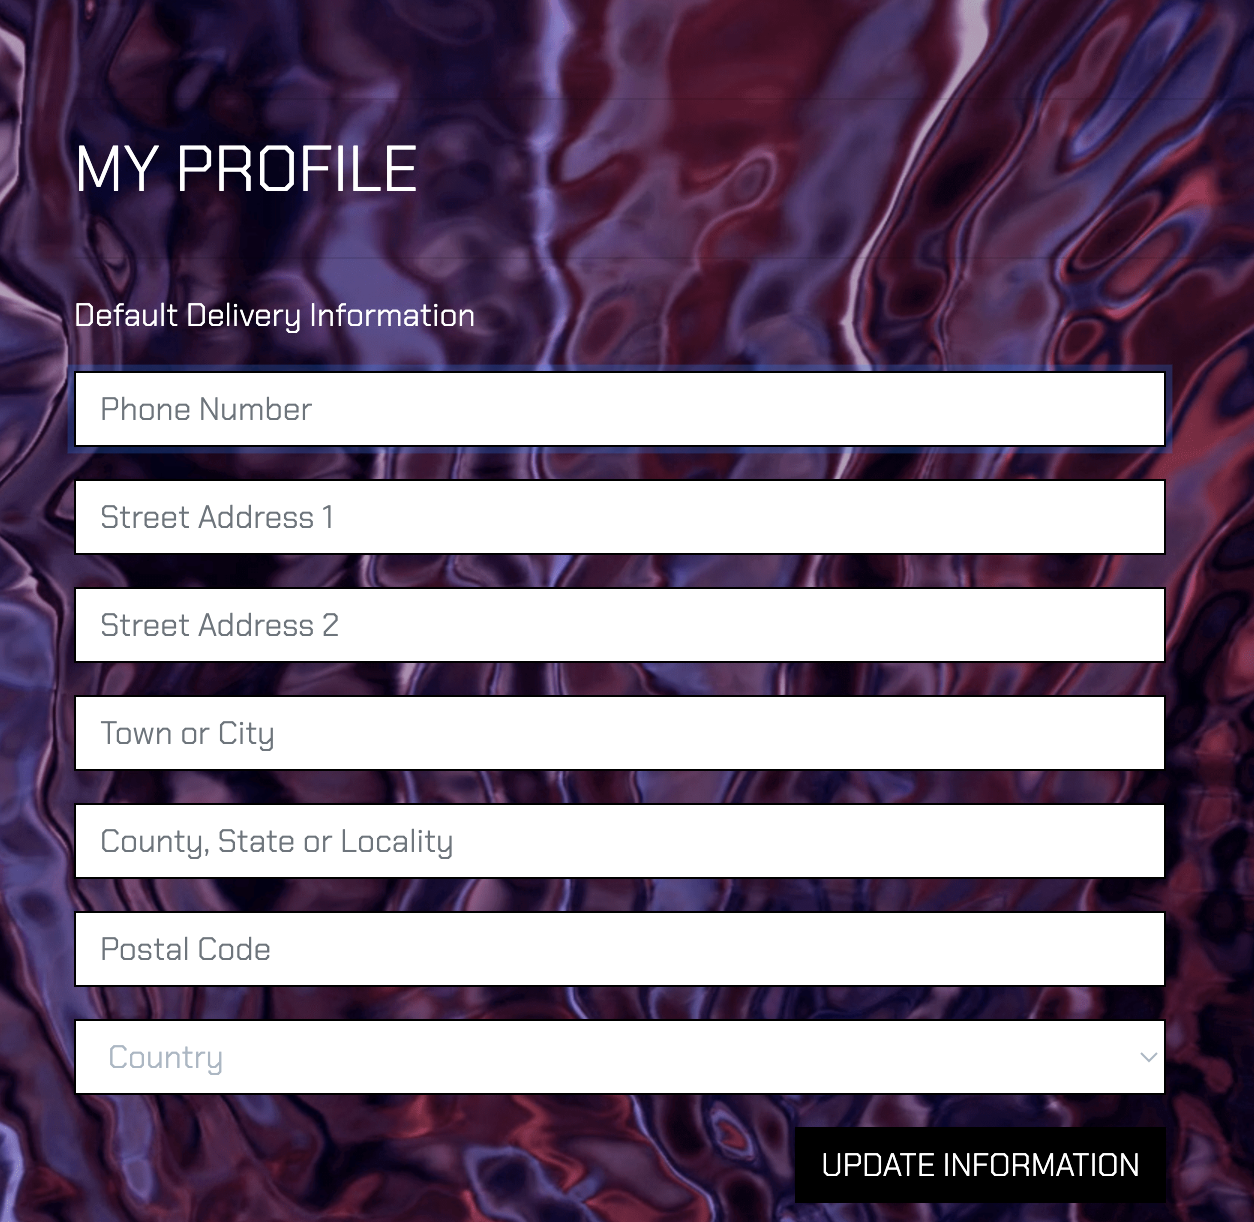 MY PROFILE
Default Delivery Information
Phone Number
Street Address 1
Street Address 2
Town or City
County, State or Locality
Postal Code
Country
UPDATE INFORMATION